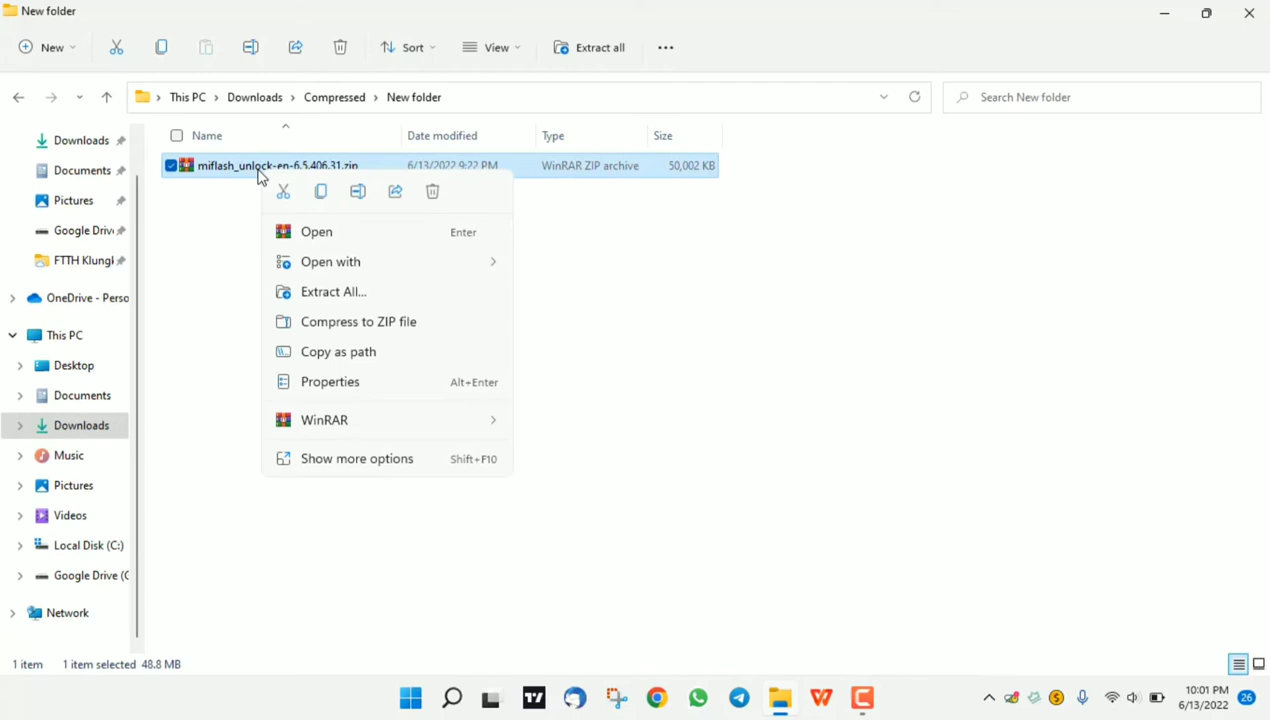 New folder
New
Sort
View
Extract all
This PC > Downloads > Compressed > New folder
Search New folder
Name
Date modified
Type
Size
miflash_unlock-en-6.5.406.31.zip
6/13/2022 9:22 PM
WinRAR ZIP archive
50,002 KB
Downloads
Documents
Pictures
Google Driv
FTTH Klungk
OneDrive - Perso
This PC
Desktop
Documents
Downloads
Music
Pictures
Videos
Local Disk (C:)
Google Drive (G
Network
Open
Enter
Open with
Extract All...
Compress to ZIP file
Copy as path
Properties
Alt+Enter
WinRAR
Show more options
Shift+F10
1 item
1 item selected 48.8 MB
10:01 PM
6/13/2022
26